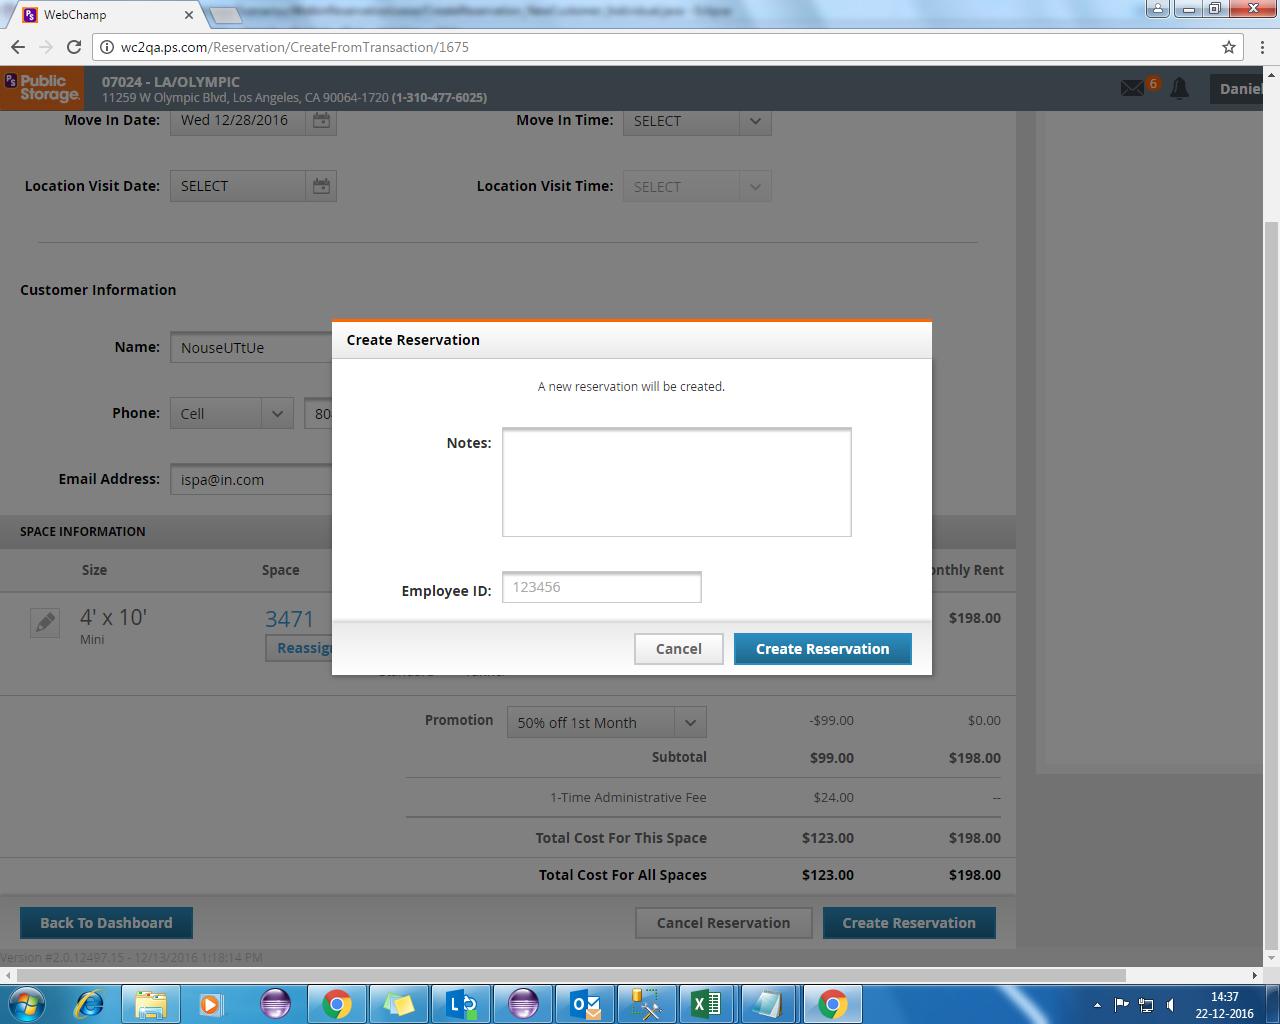 WebChamp
wc2qa.ps.com/Reservation/CreateFromTransaction/1675
Public Storage.
07024 - LA/OLYMPIC
11259 W Olympic Blvd, Los Angeles, CA 90064-1720 (1-310-477-6025)
6
Daniel
Move In Date: Wed 12/28/2016 Move In Time: SELECT
Location Visit Date: SELECT Location Visit Time: SELECT
Customer Information
Name: NouseUTtUe
Phone: Cell 80
Email Address: ispa@in.com
Create Reservation
A new reservation will be created.
Notes:
Employee ID: 123456
Cancel Create Reservation
SPACE INFORMATION
Size Space onthly Rent
4' x 10' 3471 $198.00
Mini Reassig
Promotion 50% off 1st Month -$99.00 $0.00
Subtotal $99.00 $198.00
1-Time Administrative Fee $24.00 --
Total Cost For This Space $123.00 $198.00
Total Cost For All Spaces $123.00 $198.00
Back To Dashboard Cancel Reservation Create Reservation
Version #2.0.12497.15 - 12/13/2016 1:18:14 PM
14:37
22-12-2016